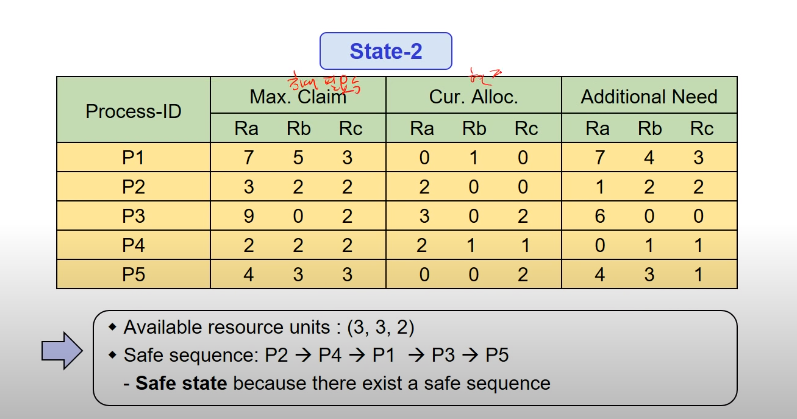 State-2
최대 필요
Process-ID Max. Claim Cur. Alloc. Additional Need
Ra Rb Rc Ra Rb Rc Ra Rb Rc
P1 7 5 3 0 1 0 7 4 3
P2 3 2 2 2 0 0 1 2 2
P3 9 0 2 3 0 2 6 0 0
P4 2 2 2 2 1 1 0 1 1
P5 4 3 3 0 0 2 4 3 1
◆ Available resource units : (3, 3, 2)
◆ Safe sequence: P2 → P4 → P1 → P3 → P5
- Safe state because there exist a safe sequence